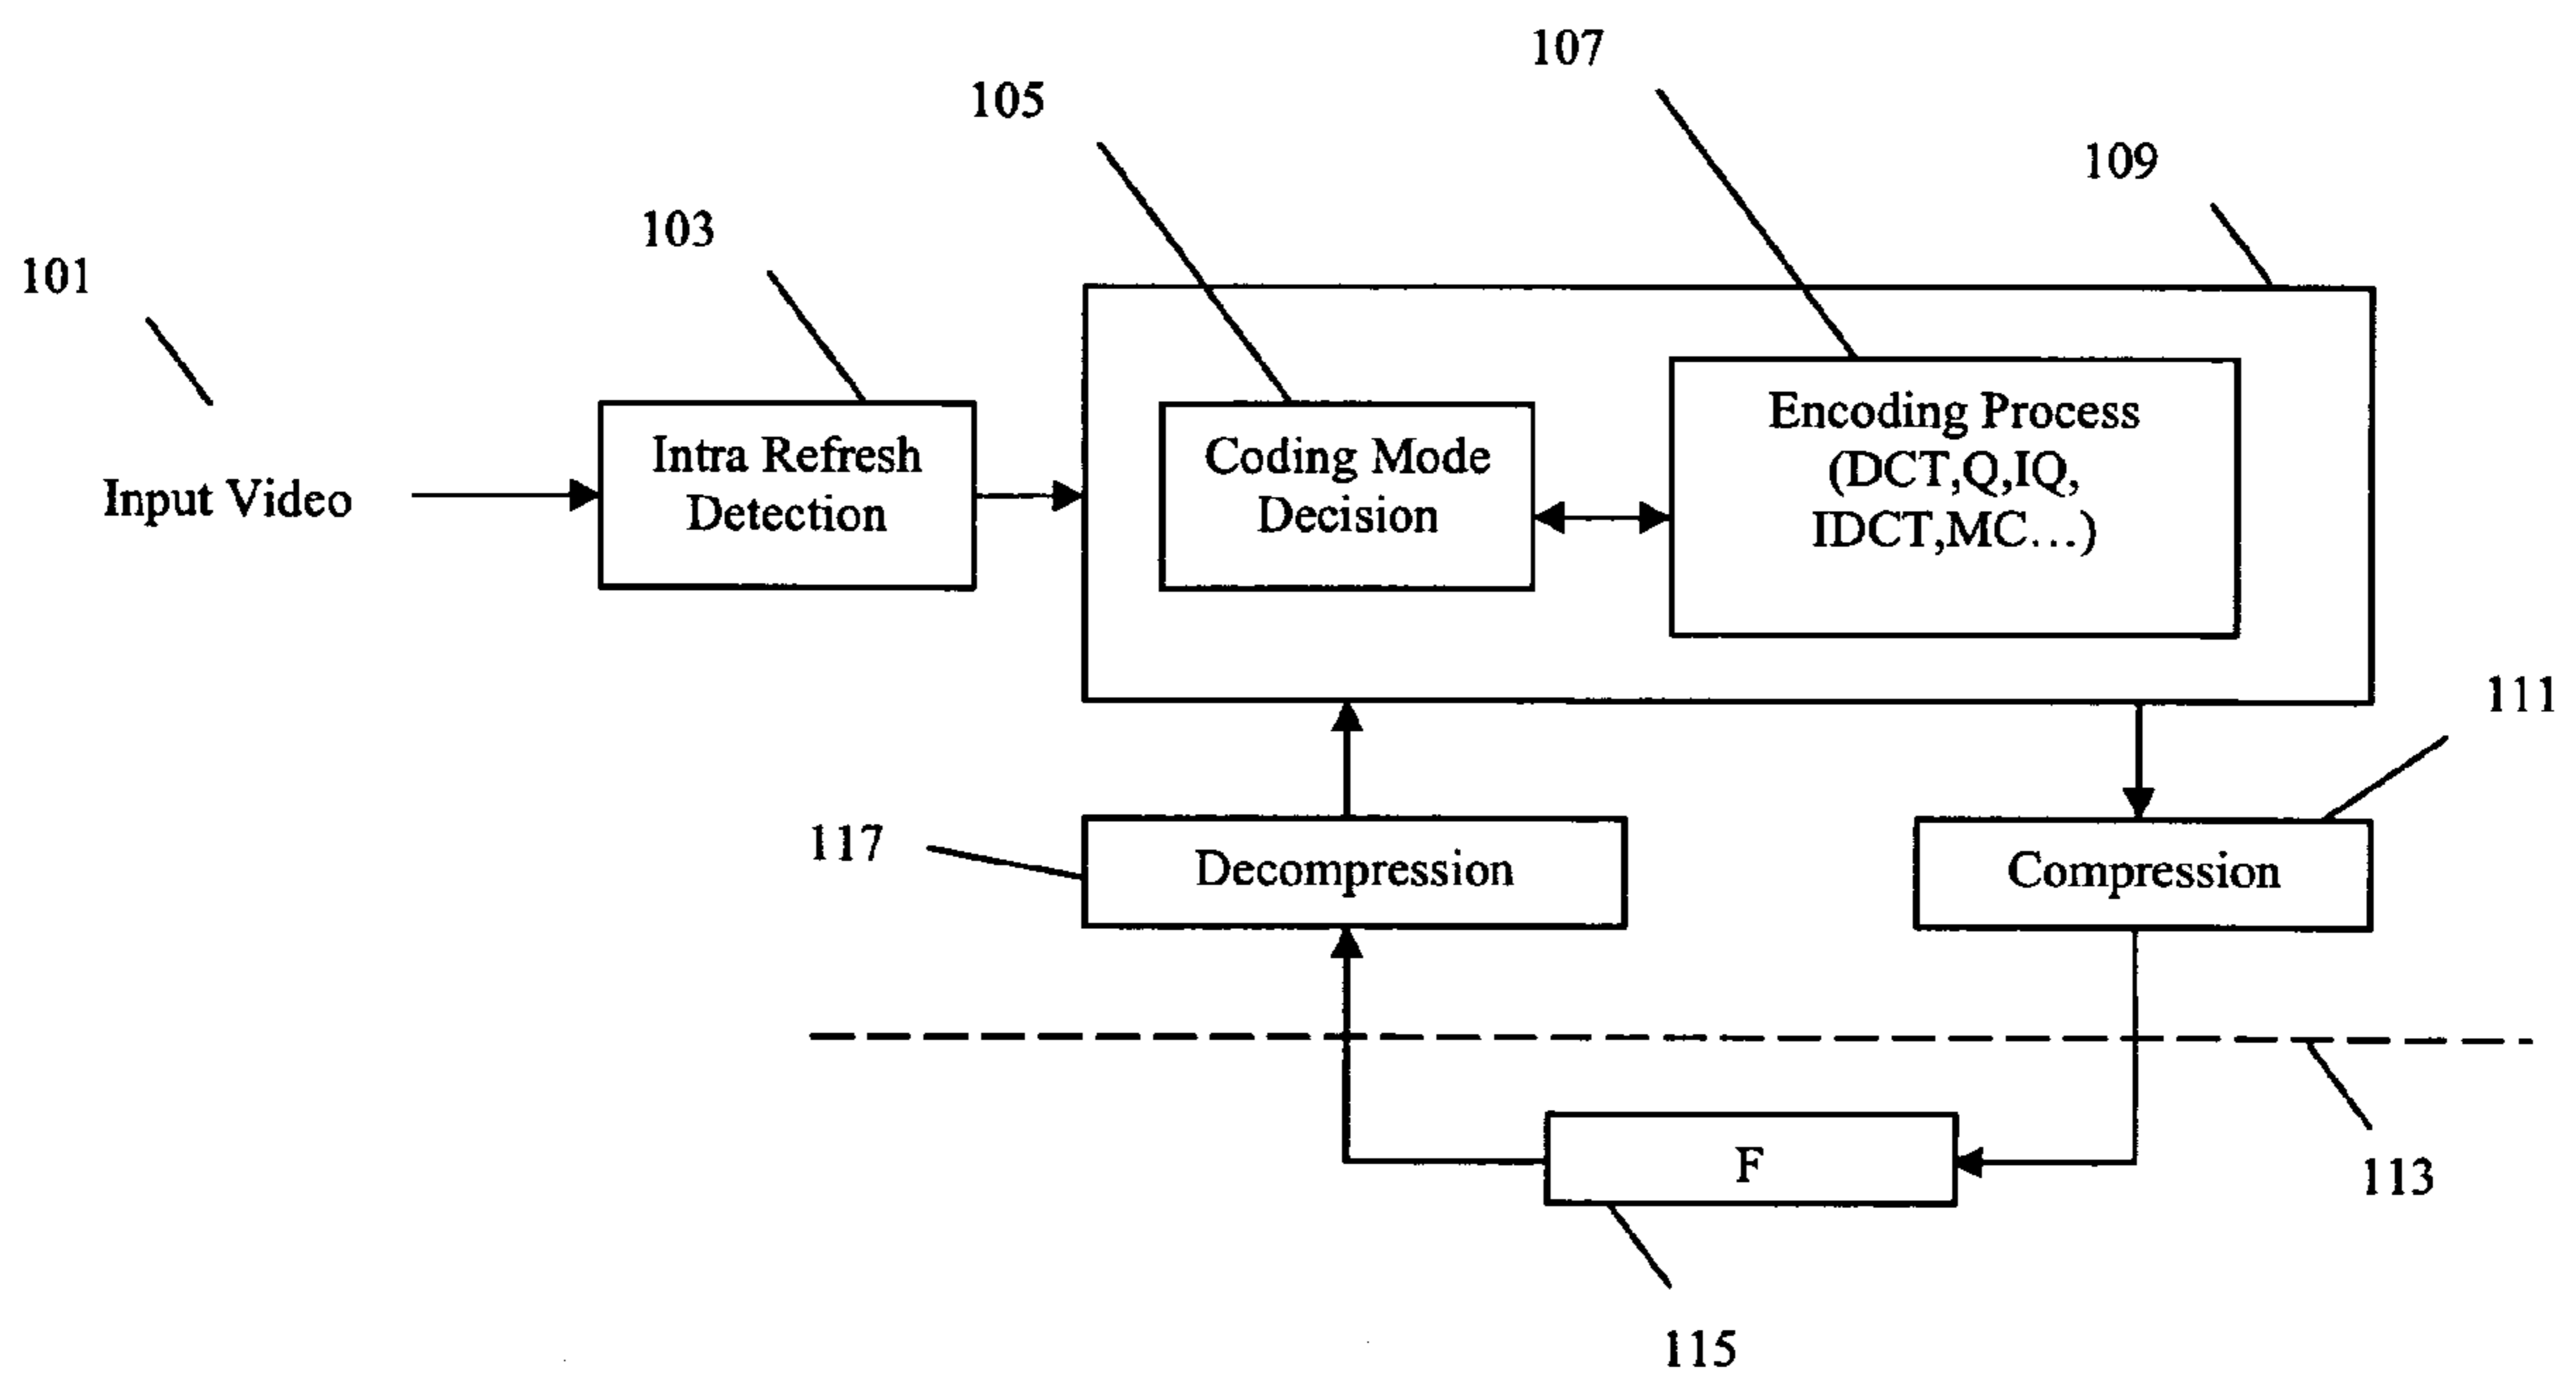 107
105
109
103
101
Encoding Process
(DCT,Q,IQ,
IDCT,MC...)
Coding Mode
Decision
Intra Refresh
Detection
Input Video
111
117
Decompression
Compression
F
113
115